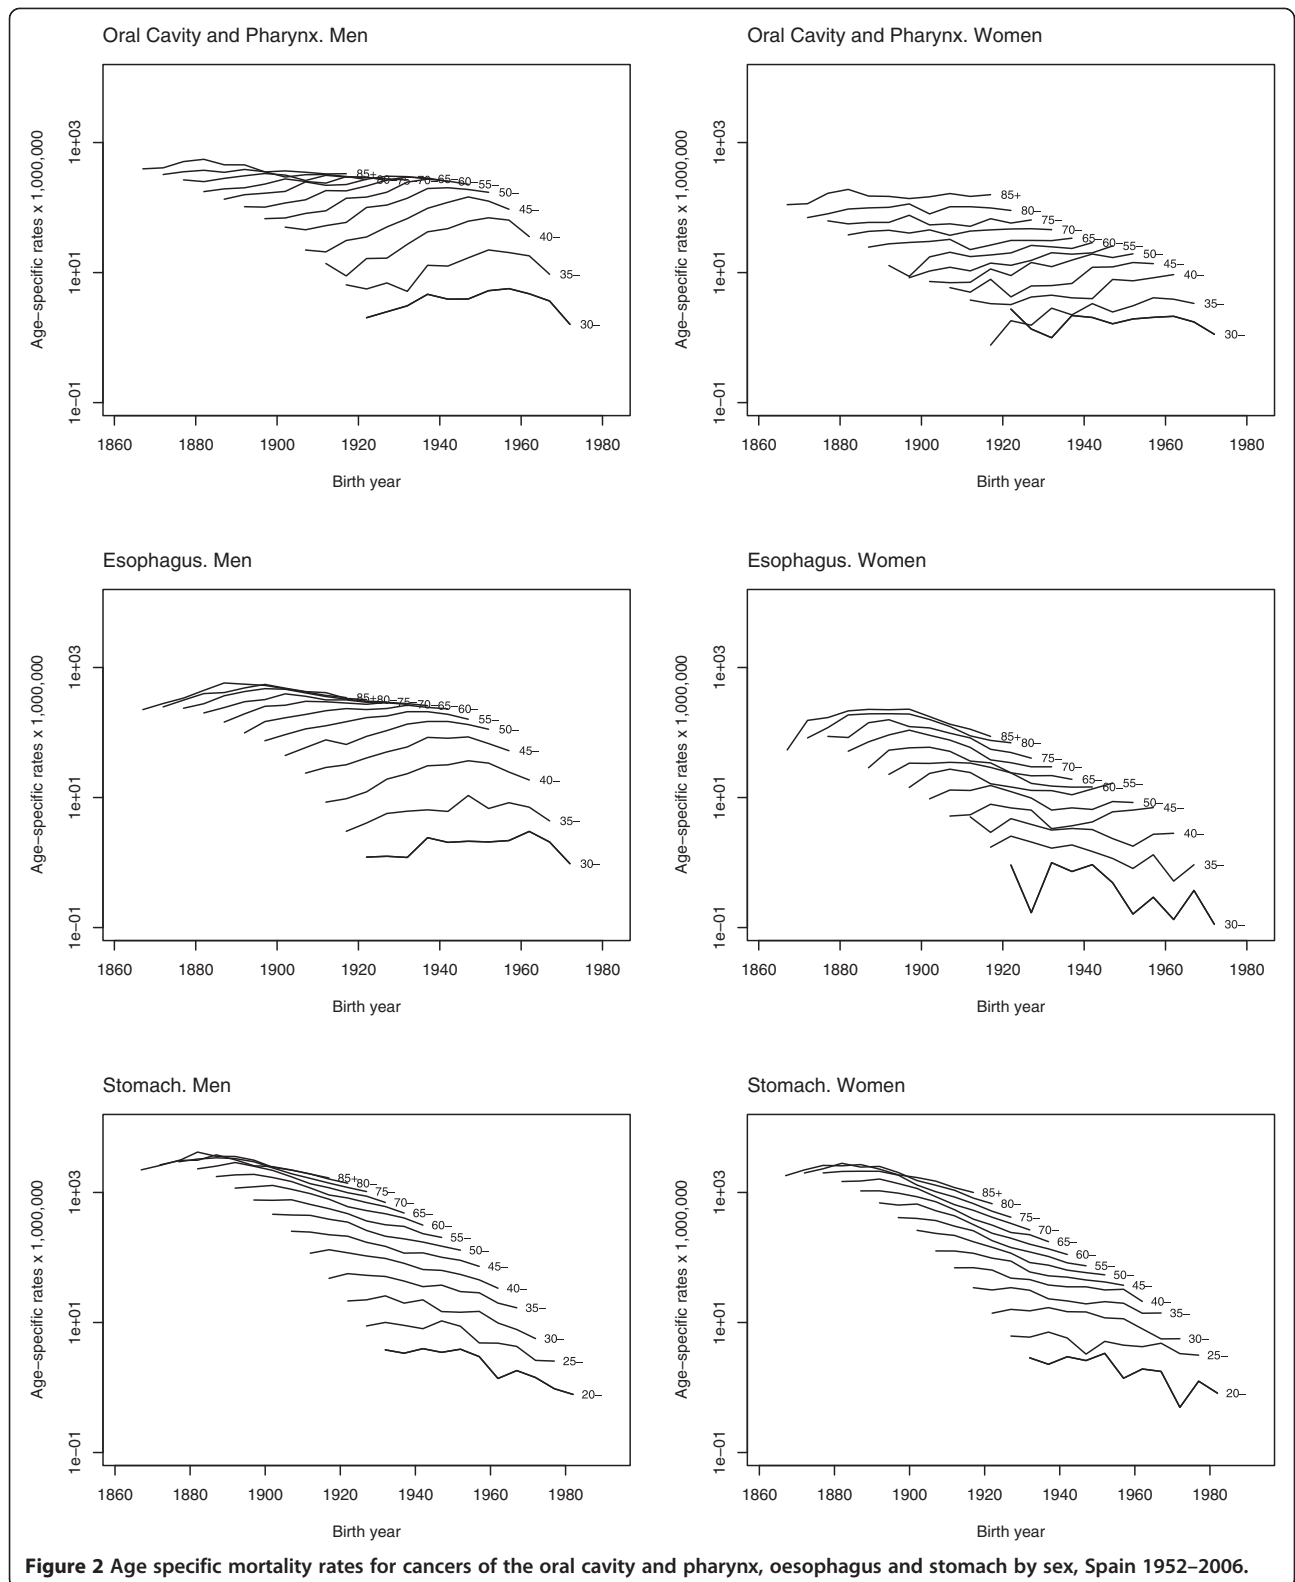 Oral Cavity and Pharynx. Men
Age–specific rates x 1,000,000
1e+03
1e+01
1e–01
85+ 80– 75– 70– 65– 60– 55–
50–
45–
40–
35–
30–
1860 1880 1900 1920 1940 1960 1980
Birth year
Oral Cavity and Pharynx. Women
Age–specific rates x 1,000,000
1e+03
1e+01
1e–01
85+
80–
75–
70–
65– 60– 55–
50–
45–
40–
35–
30–
1860 1880 1900 1920 1940 1960 1980
Birth year
Esophagus. Men
Age–specific rates x 1,000,000
1e+03
1e+01
1e–01
85+ 80– 75– 70– 65– 60–
55–
50–
45–
40–
35–
30–
1860 1880 1900 1920 1940 1960 1980
Birth year
Esophagus. Women
Age–specific rates x 1,000,000
1e+03
1e+01
1e–01
85+ 80–
75–
70–
65– 60– 55–
50– 45–
40–
35–
30–
1860 1880 1900 1920 1940 1960 1980
Birth year
Stomach. Men
Age–specific rates x 1,000,000
1e+03
1e+01
1e–01
85+ 80–
75–
70–
65–
60–
55–
50–
45–
40–
35–
30–
25–
20–
1860 1880 1900 1920 1940 1960 1980
Birth year
Stomach. Women
Age–specific rates x 1,000,000
1e+03
1e+01
1e–01
85+
80–
75–
70–
65–
60–
55–
50–
45–
40–
35–
30–
25–
20–
1860 1880 1900 1920 1940 1960 1980
Birth year
Figure 2 Age specific mortality rates for cancers of the oral cavity and pharynx, oesophagus and stomach by sex, Spain 1952–2006.